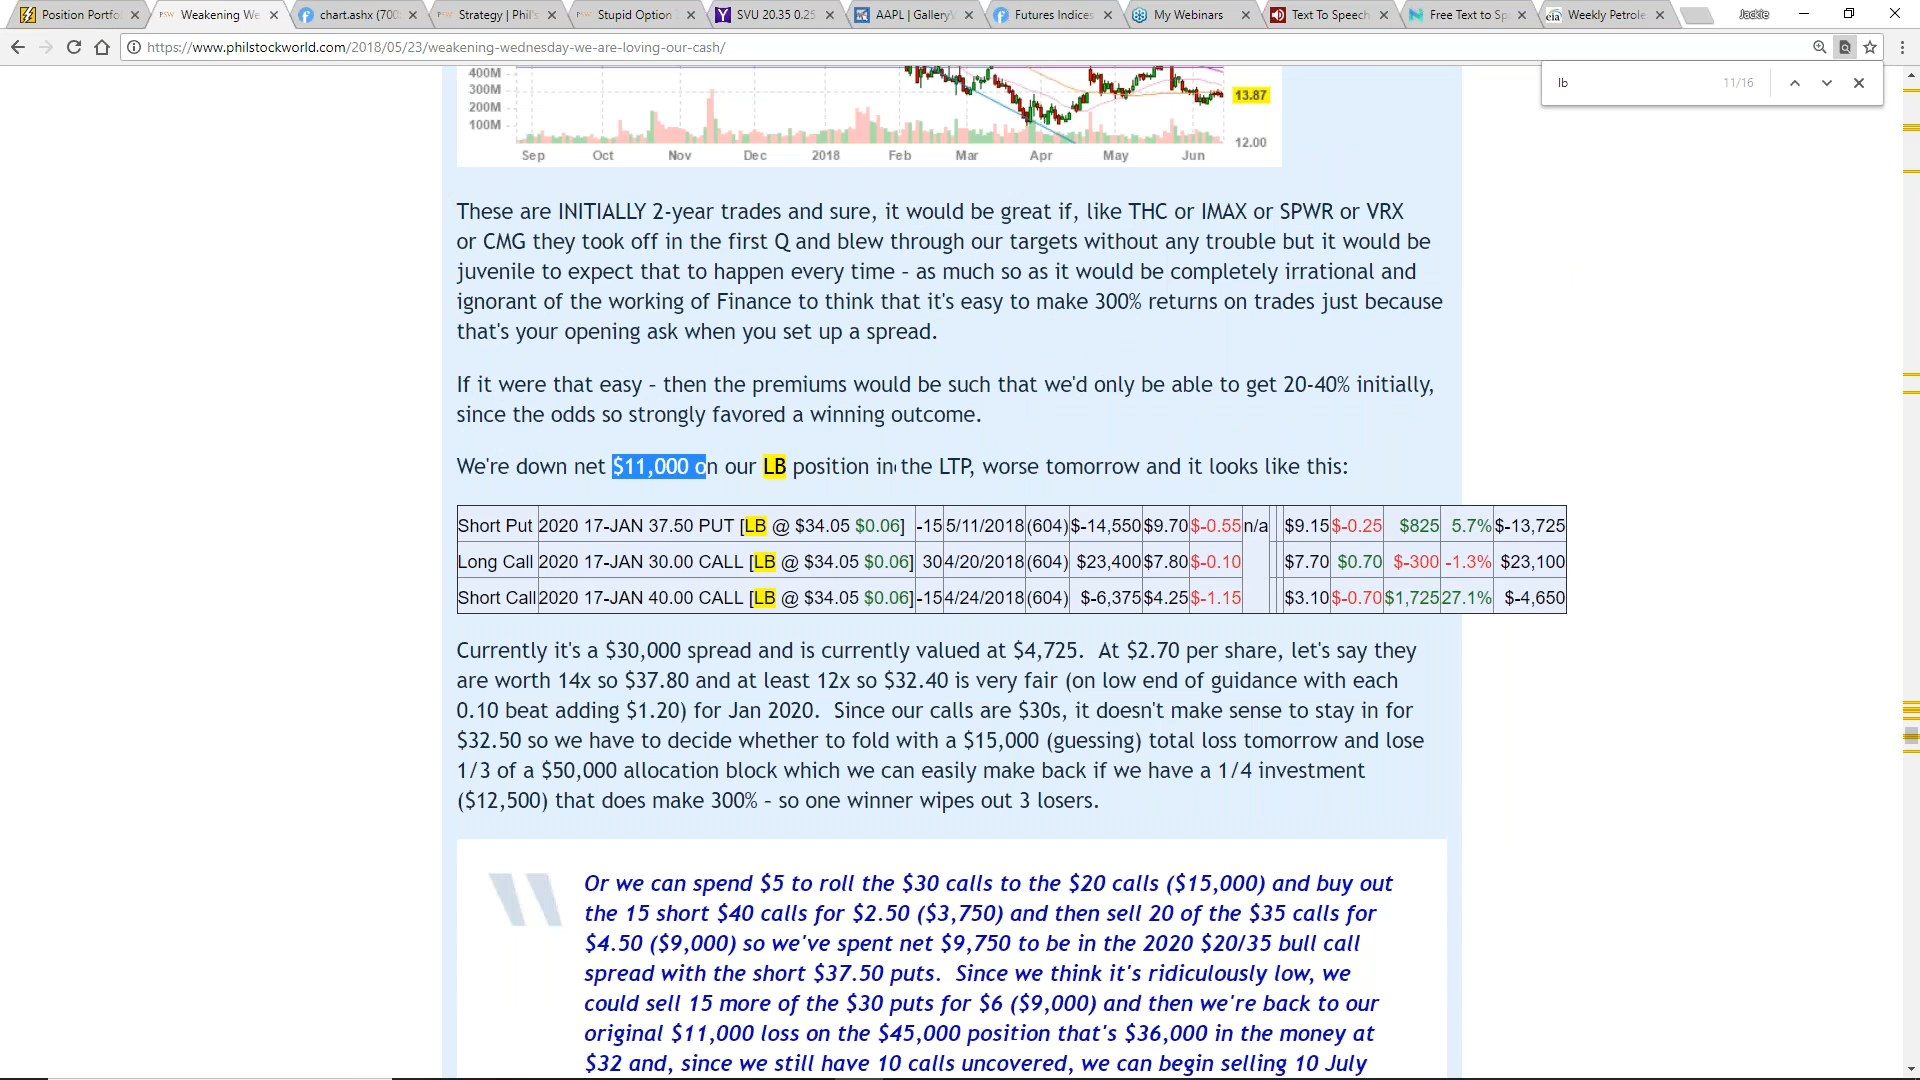 Position Portfo
Weakening We
chart.ashx (700
Strategy | Phil's
Stupid Option
SVU 20.35 0.25
AAPL | Gallery
Futures Indices
My Webinars
Text To Speech
Free Text to Sp
Weekly Petrole
Jackie
https://www.philstockworld.com/2018/05/23/weakening-wednesday-we-are-loving-our-cash/
lb 11/16
400M
300M
200M
100M
13.87
12.00
Sep Oct Nov Dec 2018 Feb Mar Apr May Jun
These are INITIALLY 2-year trades and sure, it would be great if, like THC or IMAX or SPWR or VRX
or CMG they took off in the first Q and blew through our targets without any trouble but it would be
juvenile to expect that to happen every time - as much so as it would be completely irrational and
ignorant of the working of Finance to think that it's easy to make 300% returns on trades just because
that's your opening ask when you set up a spread.
If it were that easy - then the premiums would be such that we'd only be able to get 20-40% initially,
since the odds so strongly favored a winning outcome.
We're down net $11,000 on our LB position in the LTP, worse tomorrow and it looks like this:
Short Put 2020 17-JAN 37.50 PUT [LB @ $34.05 $0.06] -15 5/11/2018 (604) $-14,550 $9.70 $-0.55 n/a $9.15 $-0.25 $825 5.7% $-13,725
Long Call 2020 17-JAN 30.00 CALL [LB @ $34.05 $0.06] 30 4/20/2018 (604) $23,400 $7.80 $-0.10 $7.70 $0.70 $-300 -1.3% $23,100
Short Call 2020 17-JAN 40.00 CALL [LB @ $34.05 $0.06] -15 4/24/2018 (604) $-6,375 $4.25 $-1.15 $3.10 $-0.70 $1,725 27.1% $-4,650
Currently it's a $30,000 spread and is currently valued at $4,725. At $2.70 per share, let's say they
are worth 14x so $37.80 and at least 12x so $32.40 is very fair (on low end of guidance with each
0.10 beat adding $1.20) for Jan 2020. Since our calls are $30s, it doesn't make sense to stay in for
$32.50 so we have to decide whether to fold with a $15,000 (guessing) total loss tomorrow and lose
1/3 of a $50,000 allocation block which we can easily make back if we have a 1/4 investment
($12,500) that does make 300% - so one winner wipes out 3 losers.
Or we can spend $5 to roll the $30 calls to the $20 calls ($15,000) and buy out
the 15 short $40 calls for $2.50 ($3,750) and then sell 20 of the $35 calls for
$4.50 ($9,000) so we've spent net $9,750 to be in the 2020 $20/35 bull call
spread with the short $37.50 puts. Since we think it's ridiculously low, we
could sell 15 more of the $30 puts for $6 ($9,000) and then we're back to our
original $11,000 loss on the $45,000 position that's $36,000 in the money at
$32 and, since we still have 10 calls uncovered, we can begin selling 10 July